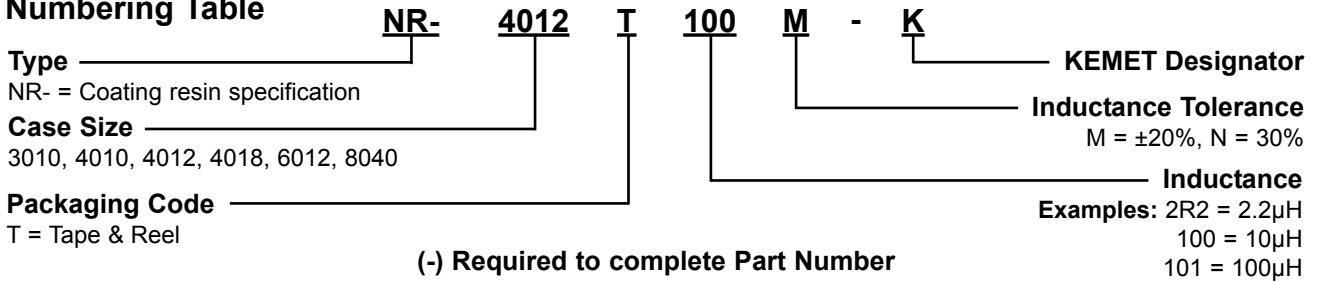 Numbering Table
NR- 4012 T 100 M - K
Type
NR- = Coating resin specification
Case Size
3010, 4010, 4012, 4018, 6012, 8040
Packaging Code
T = Tape & Reel
KEMET Designator
Inductance Tolerance
M = ±20%, N = 30%
Inductance
Examples: 2R2 = 2.2µH
100 = 10µH
101 = 100µH
(-) Required to complete Part Number